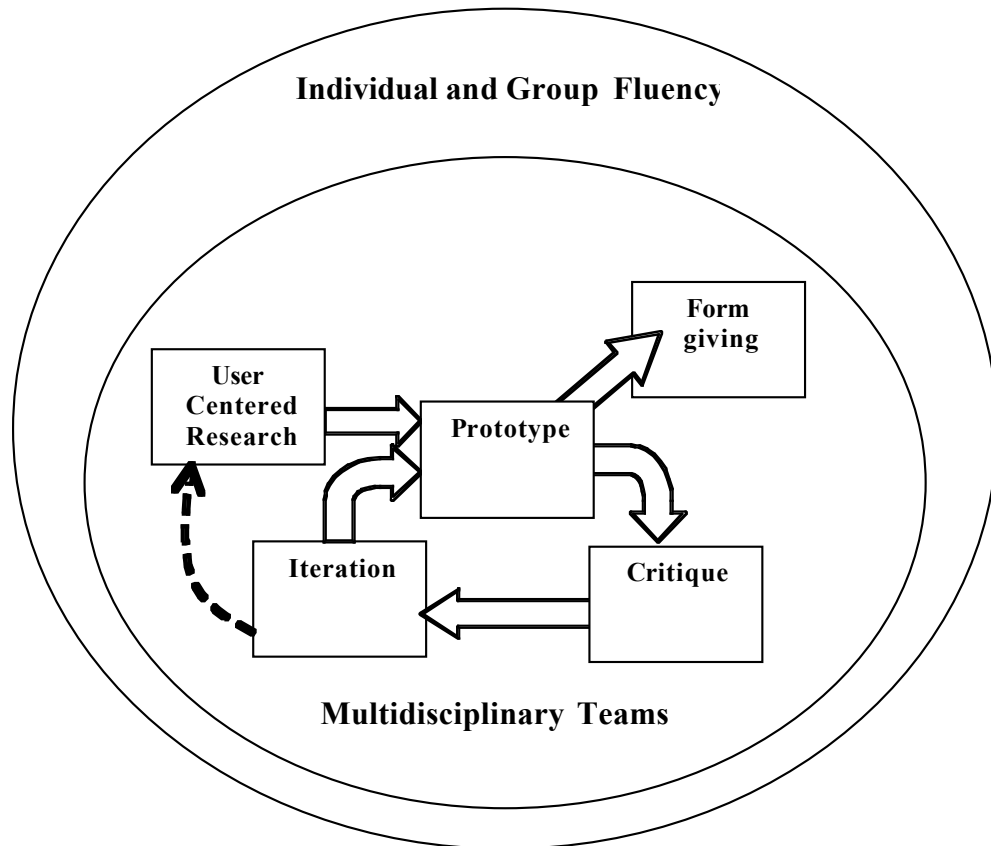 Individual and Group Fluency
Form
giving
User
Centered
Research
Prototype
Iteration
Critique
Multidisciplinary Teams